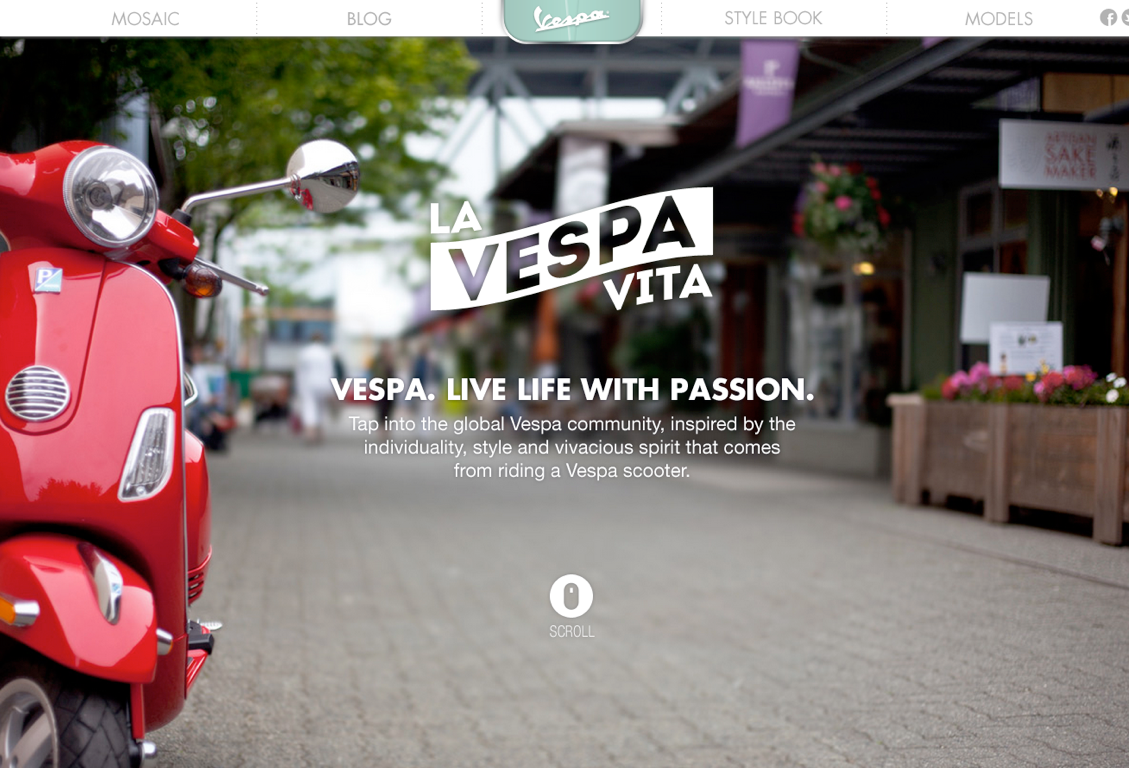 MOSAIC
BLOG
Vespa
STYLE BOOK
MODELS
ARTISAN
SAKE
MAKER
LA
VESPA
VITA
VESPA. LIVE LIFE WITH PASSION.
Tap into the global Vespa community, inspired by the
individuality, style and vivacious spirit that comes
from riding a Vespa scooter.
SCROLL